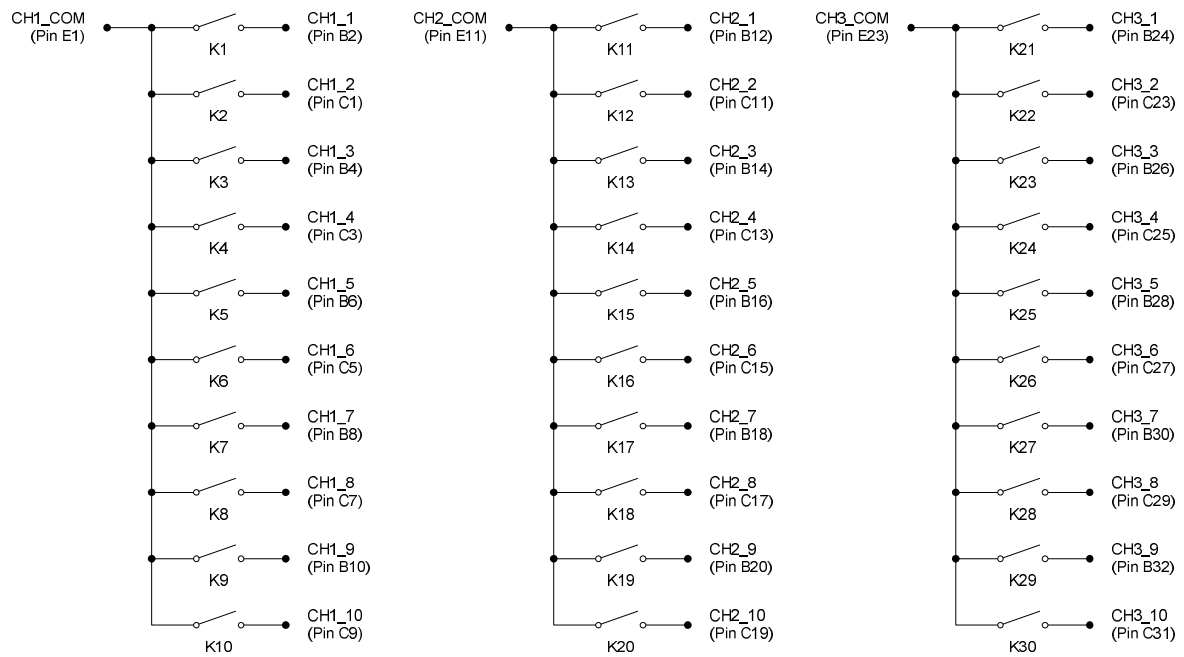 CH1_COM
(Pin E1)
K1
CH1_1
(Pin B2)
K2
CH1_2
(Pin C1)
K3
CH1_3
(Pin B4)
K4
CH1_4
(Pin C3)
K5
CH1_5
(Pin B6)
K6
CH1_6
(Pin C5)
K7
CH1_7
(Pin B8)
K8
CH1_8
(Pin C7)
K9
CH1_9
(Pin B10)
K10
CH1_10
(Pin C9)
CH2_COM
(Pin E11)
K11
CH2_1
(Pin B12)
K12
CH2_2
(Pin C11)
K13
CH2_3
(Pin B14)
K14
CH2_4
(Pin C13)
K15
CH2_5
(Pin B16)
K16
CH2_6
(Pin C15)
K17
CH2_7
(Pin B18)
K18
CH2_8
(Pin C17)
K19
CH2_9
(Pin B20)
K20
CH2_10
(Pin C19)
CH3_COM
(Pin E23)
K21
CH3_1
(Pin B24)
K22
CH3_2
(Pin C23)
K23
CH3_3
(Pin B26)
K24
CH3_4
(Pin C25)
K25
CH3_5
(Pin B28)
K26
CH3_6
(Pin C27)
K27
CH3_7
(Pin B30)
K28
CH3_8
(Pin C29)
K29
CH3_9
(Pin B32)
K30
CH3_10
(Pin C31)